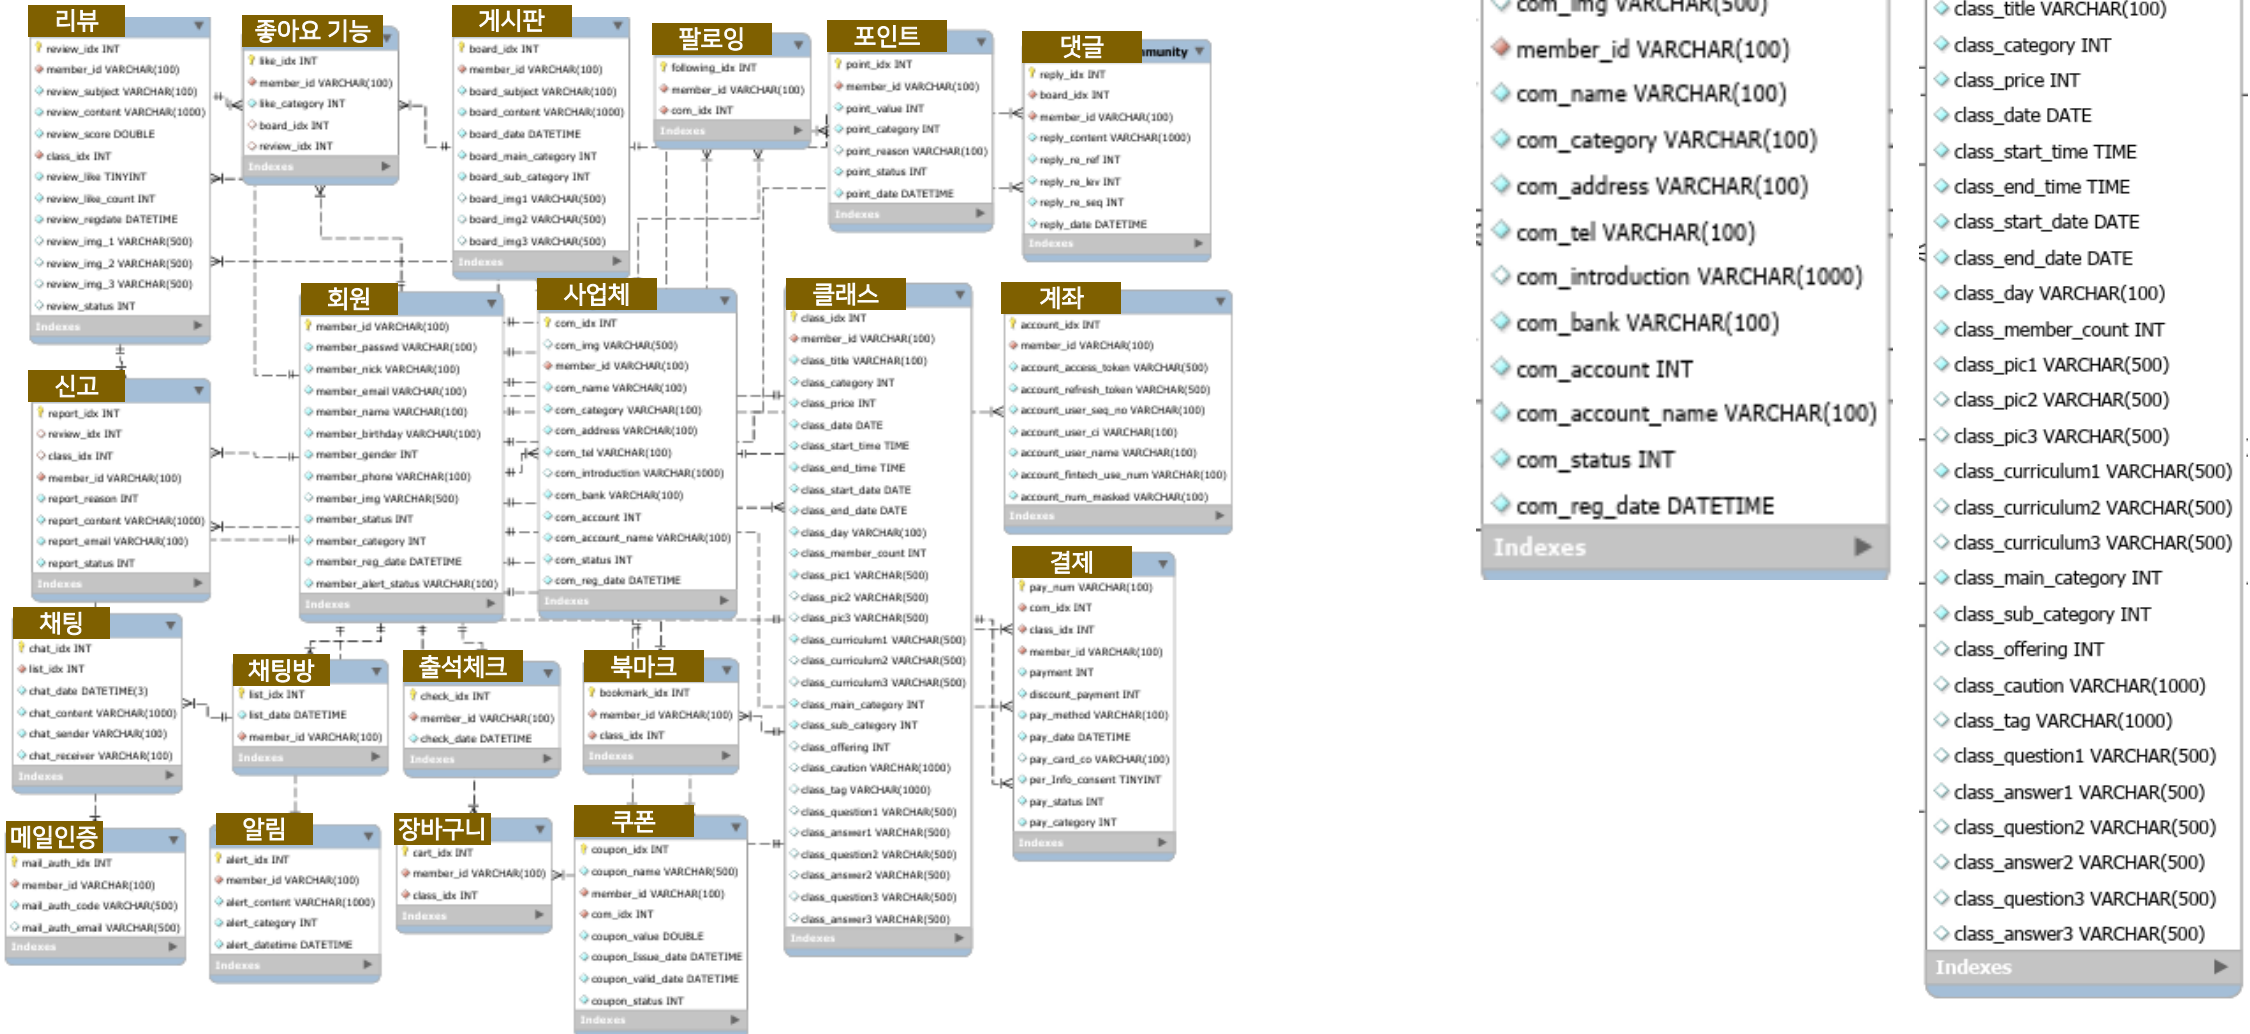 리뷰
review_idx INT
member_id VARCHAR(100)
review_subject VARCHAR(100)
review_content VARCHAR(1000)
review_score DOUBLE
class_idx INT
review_like TINYINT
review_like_count INT
review_regdate DATETIME
review_img_1 VARCHAR(500)
review_img_2 VARCHAR(500)
review_img_3 VARCHAR(500)
review_status INT
Indexes
좋아요 기능
like_idx INT
member_id VARCHAR(100)
like_category INT
board_idx INT
review_idx INT
Indexes
게시판
board_idx INT
member_id VARCHAR(100)
board_subject VARCHAR(100)
board_content VARCHAR(1000)
board_date DATETIME
board_main_category INT
board_sub_category INT
board_img1 VARCHAR(500)
board_img2 VARCHAR(500)
board_img3 VARCHAR(500)
Indexes
팔로잉
following_idx INT
member_id VARCHAR(100)
com_idx INT
Indexes
포인트
point_idx INT
member_id VARCHAR(100)
point_value INT
point_category INT
point_reason VARCHAR(100)
point_status INT
point_date DATETIME
Indexes
댓글
munity
reply_idx INT
board_idx INT
member_id VARCHAR(100)
reply_content VARCHAR(1000)
reply_re_ref INT
reply_re_lev INT
reply_re_seq INT
reply_date DATETIME
Indexes
회원
member_id VARCHAR(100)
member_passwd VARCHAR(100)
member_nick VARCHAR(100)
member_email VARCHAR(100)
member_name VARCHAR(100)
member_birthday VARCHAR(100)
member_gender INT
member_phone VARCHAR(100)
member_img VARCHAR(500)
member_status INT
member_category INT
member_reg_date DATETIME
member_alert_status VARCHAR(100)
Indexes
사업체
com_idx INT
com_img VARCHAR(500)
member_id VARCHAR(100)
com_name VARCHAR(100)
com_category VARCHAR(100)
com_address VARCHAR(100)
com_tel VARCHAR(100)
com_introduction VARCHAR(1000)
com_bank VARCHAR(100)
com_account INT
com_account_name VARCHAR(100)
com_status INT
com_reg_date DATETIME
Indexes
클래스
class_idx INT
member_id VARCHAR(100)
class_title VARCHAR(100)
class_category INT
class_price INT
class_date DATE
class_start_time TIME
class_end_time TIME
class_start_date DATE
class_end_date DATE
class_day VARCHAR(100)
class_member_count INT
class_pic1 VARCHAR(500)
class_pic2 VARCHAR(500)
class_pic3 VARCHAR(500)
class_curriculum1 VARCHAR(500)
class_curriculum2 VARCHAR(500)
class_curriculum3 VARCHAR(500)
class_main_category INT
class_sub_category INT
class_offering INT
class_caution VARCHAR(1000)
class_tag VARCHAR(1000)
class_question1 VARCHAR(500)
class_answer1 VARCHAR(500)
class_question2 VARCHAR(500)
class_answer2 VARCHAR(500)
class_question3 VARCHAR(500)
class_answer3 VARCHAR(500)
Indexes
계좌
account_idx INT
member_id VARCHAR(100)
account_access_token VARCHAR(500)
account_refresh_token VARCHAR(500)
account_user_seq_no VARCHAR(100)
account_user_ci VARCHAR(100)
account_user_name VARCHAR(100)
account_fintech_use_num VARCHAR(100)
account_num_masked VARCHAR(100)
Indexes
신고
report_idx INT
review_idx INT
class_idx INT
member_id VARCHAR(100)
report_reason INT
report_content VARCHAR(1000)
report_email VARCHAR(100)
report_status INT
Indexes
결제
pay_num VARCHAR(100)
com_idx INT
class_idx INT
member_id VARCHAR(100)
payment INT
discount_payment INT
pay_method VARCHAR(100)
pay_date DATETIME
pay_card_co VARCHAR(100)
per_Info_consent TINYINT
pay_status INT
pay_category INT
Indexes
채팅
chat_idx INT
list_idx INT
chat_date DATETIME(3)
chat_content VARCHAR(1000)
chat_sender VARCHAR(100)
chat_receiver VARCHAR(100)
Indexes
채팅방
list_idx INT
list_date DATETIME
member_id VARCHAR(100)
Indexes
출석체크
check_idx INT
member_id VARCHAR(100)
check_date DATETIME
Indexes
북마크
bookmark_idx INT
member_id VARCHAR(100)
class_idx INT
Indexes
메일인증
mail_auth_idx INT
member_id VARCHAR(100)
mail_auth_code VARCHAR(500)
mail_auth_email VARCHAR(500)
Indexes
알림
alert_idx INT
member_id VARCHAR(100)
alert_content VARCHAR(1000)
alert_category INT
alert_datetime DATETIME
Indexes
장바구니
cart_idx INT
member_id VARCHAR(100)
class_idx INT
Indexes
쿠폰
coupon_idx INT
coupon_name VARCHAR(500)
member_id VARCHAR(100)
com_idx INT
coupon_value DOUBLE
coupon_Issue_date DATETIME
coupon_valid_date DATETIME
coupon_status INT
Indexes
com_img VARCHAR(500)
member_id VARCHAR(100)
com_name VARCHAR(100)
com_category VARCHAR(100)
com_address VARCHAR(100)
com_tel VARCHAR(100)
com_introduction VARCHAR(1000)
com_bank VARCHAR(100)
com_account INT
com_account_name VARCHAR(100)
com_status INT
com_reg_date DATETIME
Indexes
class_title VARCHAR(100)
class_category INT
class_price INT
class_date DATE
class_start_time TIME
class_end_time TIME
class_start_date DATE
class_end_date DATE
class_day VARCHAR(100)
class_member_count INT
class_pic1 VARCHAR(500)
class_pic2 VARCHAR(500)
class_pic3 VARCHAR(500)
class_curriculum1 VARCHAR(500)
class_curriculum2 VARCHAR(500)
class_curriculum3 VARCHAR(500)
class_main_category INT
class_sub_category INT
class_offering INT
class_caution VARCHAR(1000)
class_tag VARCHAR(1000)
class_question1 VARCHAR(500)
class_answer1 VARCHAR(500)
class_question2 VARCHAR(500)
class_answer2 VARCHAR(500)
class_question3 VARCHAR(500)
class_answer3 VARCHAR(500)
Indexes